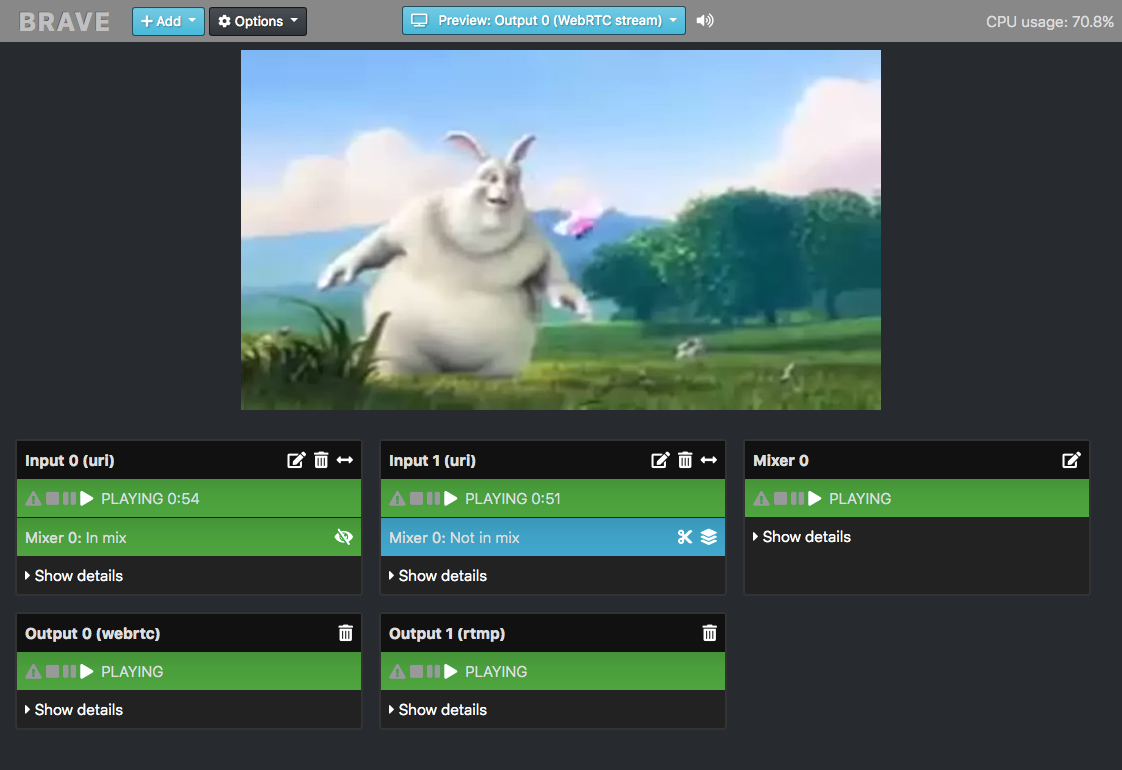 BRAVE
Add
Options
Preview: Output 0 (WebRTC stream)
CPU usage: 70.8%
Input 0 (uri)
PLAYING 0:54
Mixer 0: In mix
Show details
Input 1 (uri)
PLAYING 0:51
Mixer 0: Not in mix
Show details
Mixer 0
PLAYING
Show details
Output 0 (webrtc)
PLAYING
Show details
Output 1 (rtmp)
PLAYING
Show details